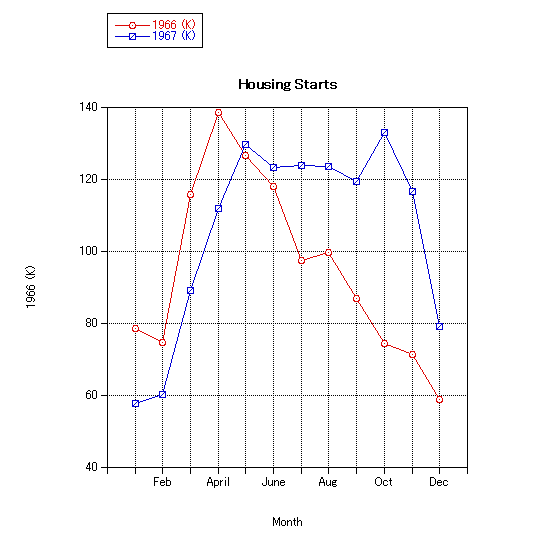 1966 (K)
1967 (K)
Housing Starts
140
120
100
80
60
40
1966 (K)
Feb April June Aug Oct Dec
Month